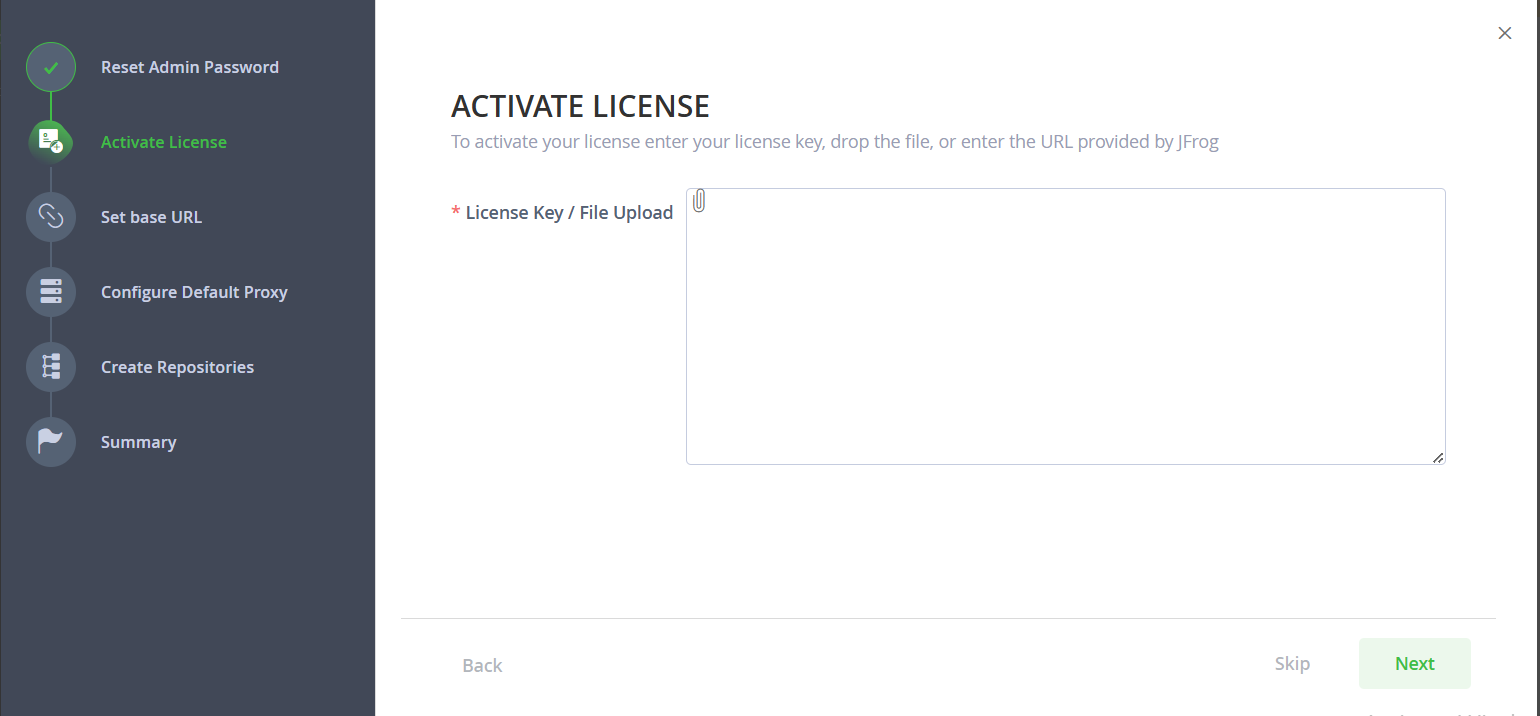 Reset Admin Password
Activate License
Set base URL
Configure Default Proxy
Create Repositories
Summary
ACTIVATE LICENSE
To activate your license enter your license key, drop the file, or enter the URL provided by JFrog
* License Key / File Upload
Back
Skip
Next